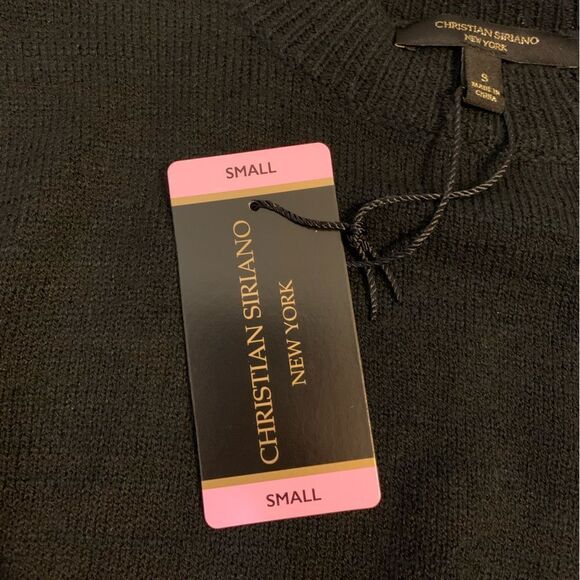 CHRISTIAN SIRIANO
NEW YORK
S
MADE IN
CHINA
SMALL
CHRISTIAN SIRIANO
NEW YORK
SMALL